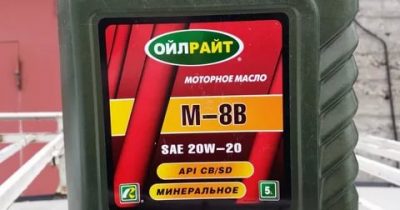 ОЙЛРАЙТ
МОТОРНОЕ МАСЛО
М-8В
SAE 20W-20
API CB/SD
МИНЕРАЛЬНОЕ
5